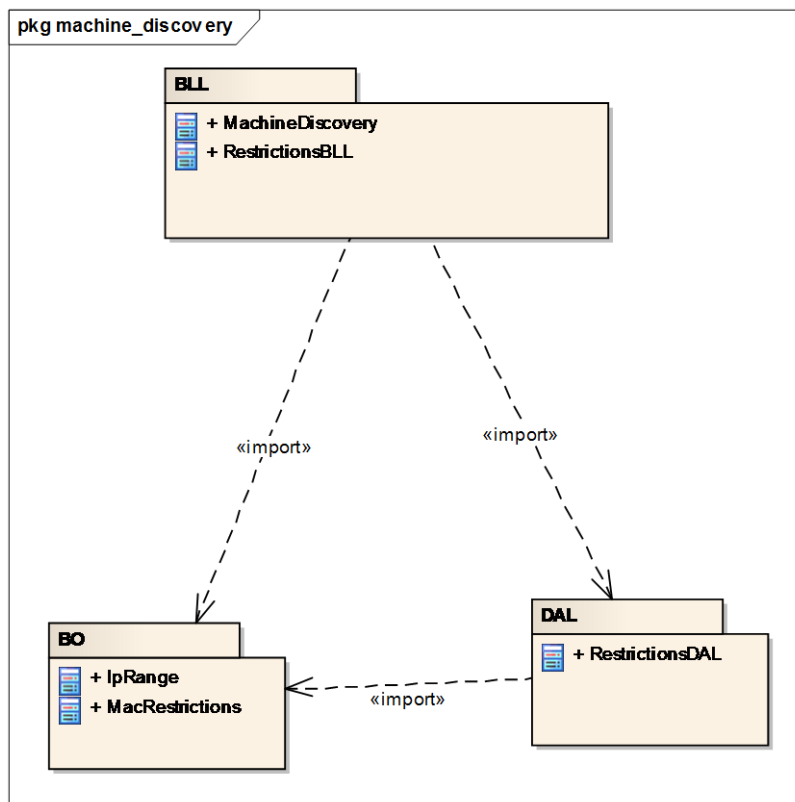 pkg machine_discovery
BLL
+ MachineDiscovery
+ RestrictionsBLL
«import»
«import»
DAL
+ RestrictionsDAL
BO
+ IpRange
+ MacRestrictions
«import»